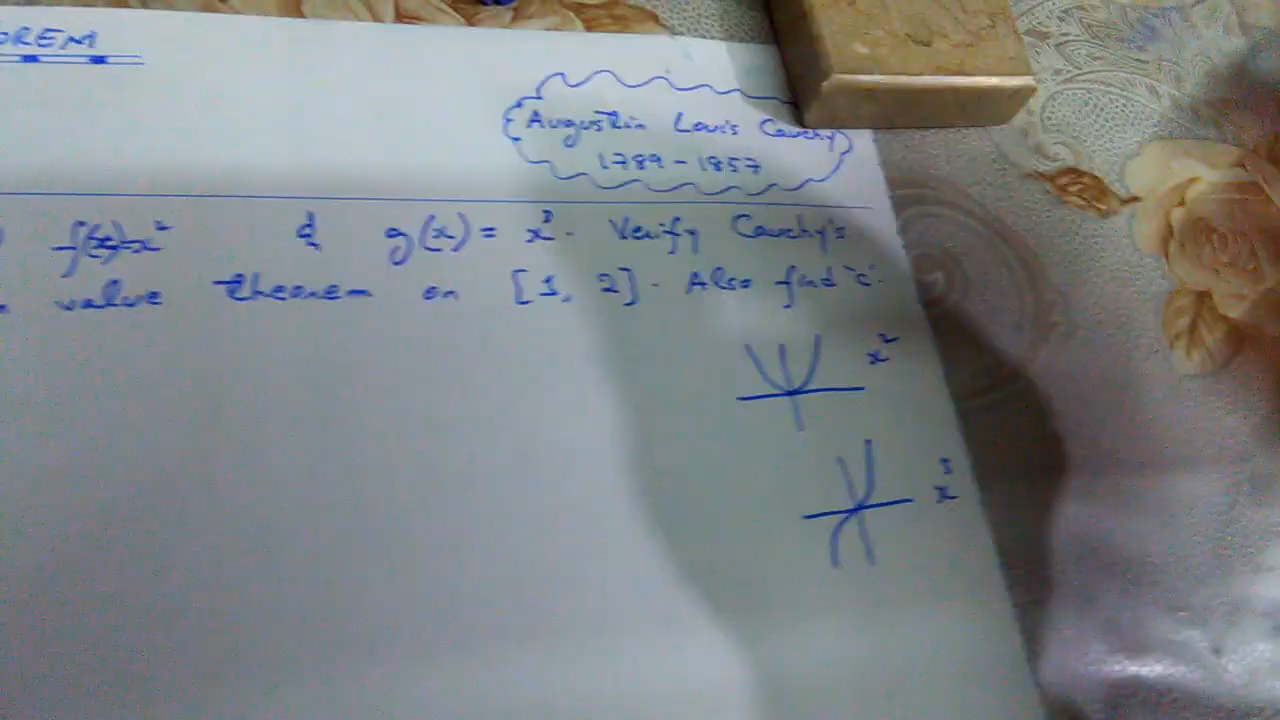 OREM
Augustin Louis Cauchy
1789-1857
) f(x)=x² & g(x) = x³. Verify Cauchy's
value theorem on [1, 2]. Also find 'c'.
x²
x³